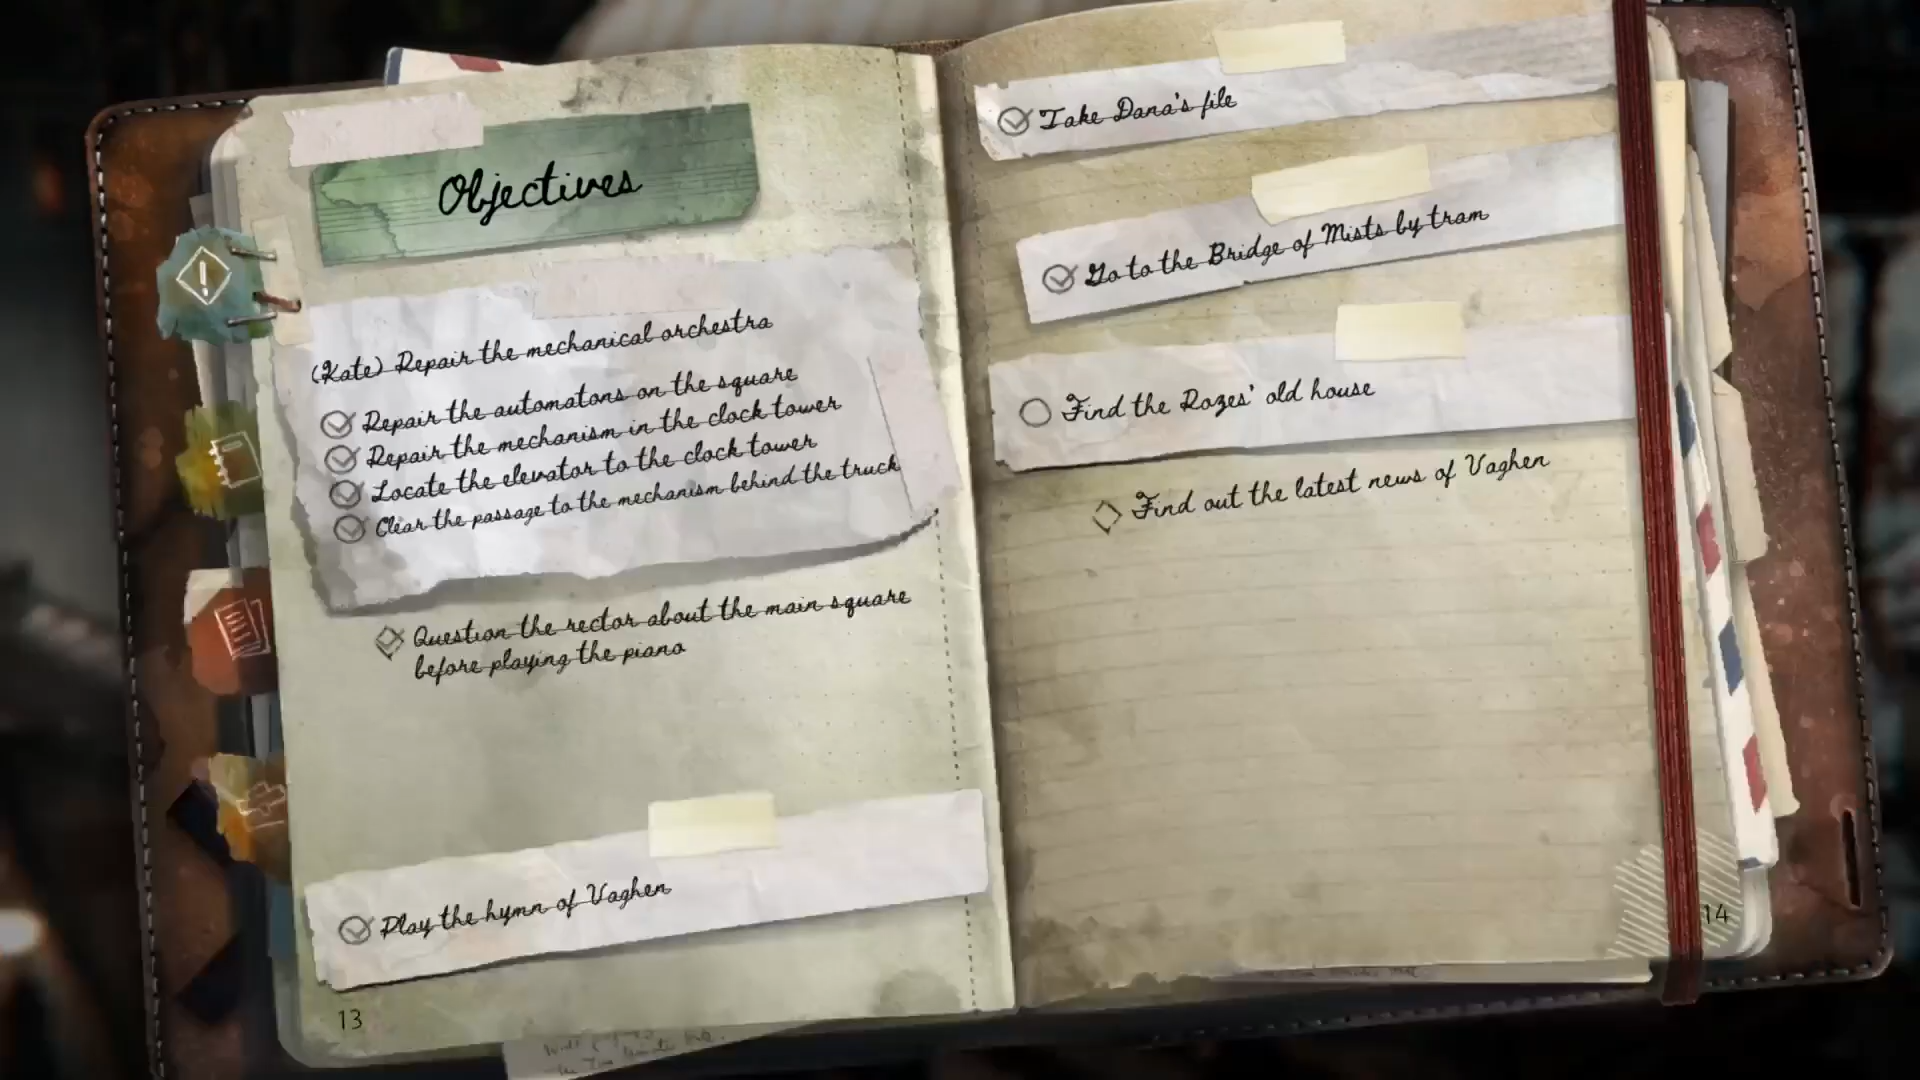 Objectives
(Kate) Repair the mechanical orchestra
Repair the automatons on the square
Repair the mechanism in the clock tower
Locate the elevator to the clock tower
Clear the passage to the mechanism behind the truck
Question the rector about the main square
before playing the piano
Play the hymn of Vaghen
13
Take Dana's file
Go to the Bridge of Mists by tram
Find the Rozes' old house
Find out the latest news of Vaghen
14